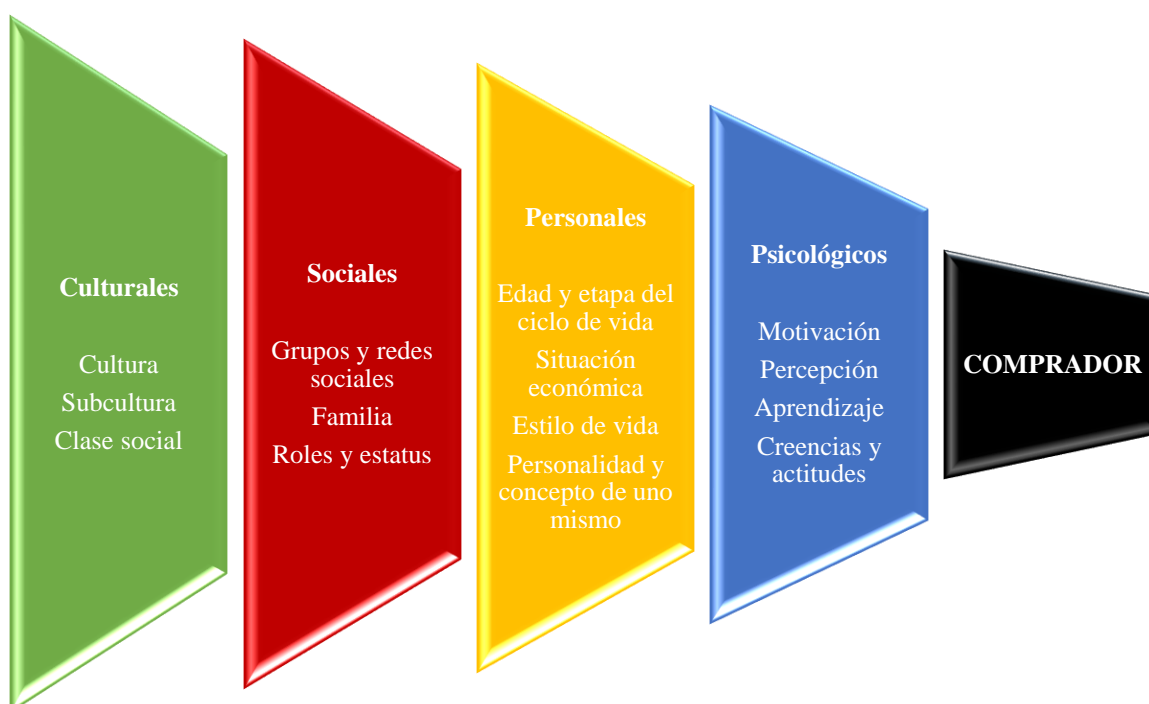 Culturales
Cultura
Subcultura
Clase social
Sociales
Grupos y redes
sociales
Familia
Roles y estatus
Personales
Edad y etapa del
ciclo de vida
Situación
económica
Estilo de vida
Personalidad y
concepto de uno
mismo
Psicológicos
Motivación
Percepción
Aprendizaje
Creencias y
actitudes
COMPRADOR